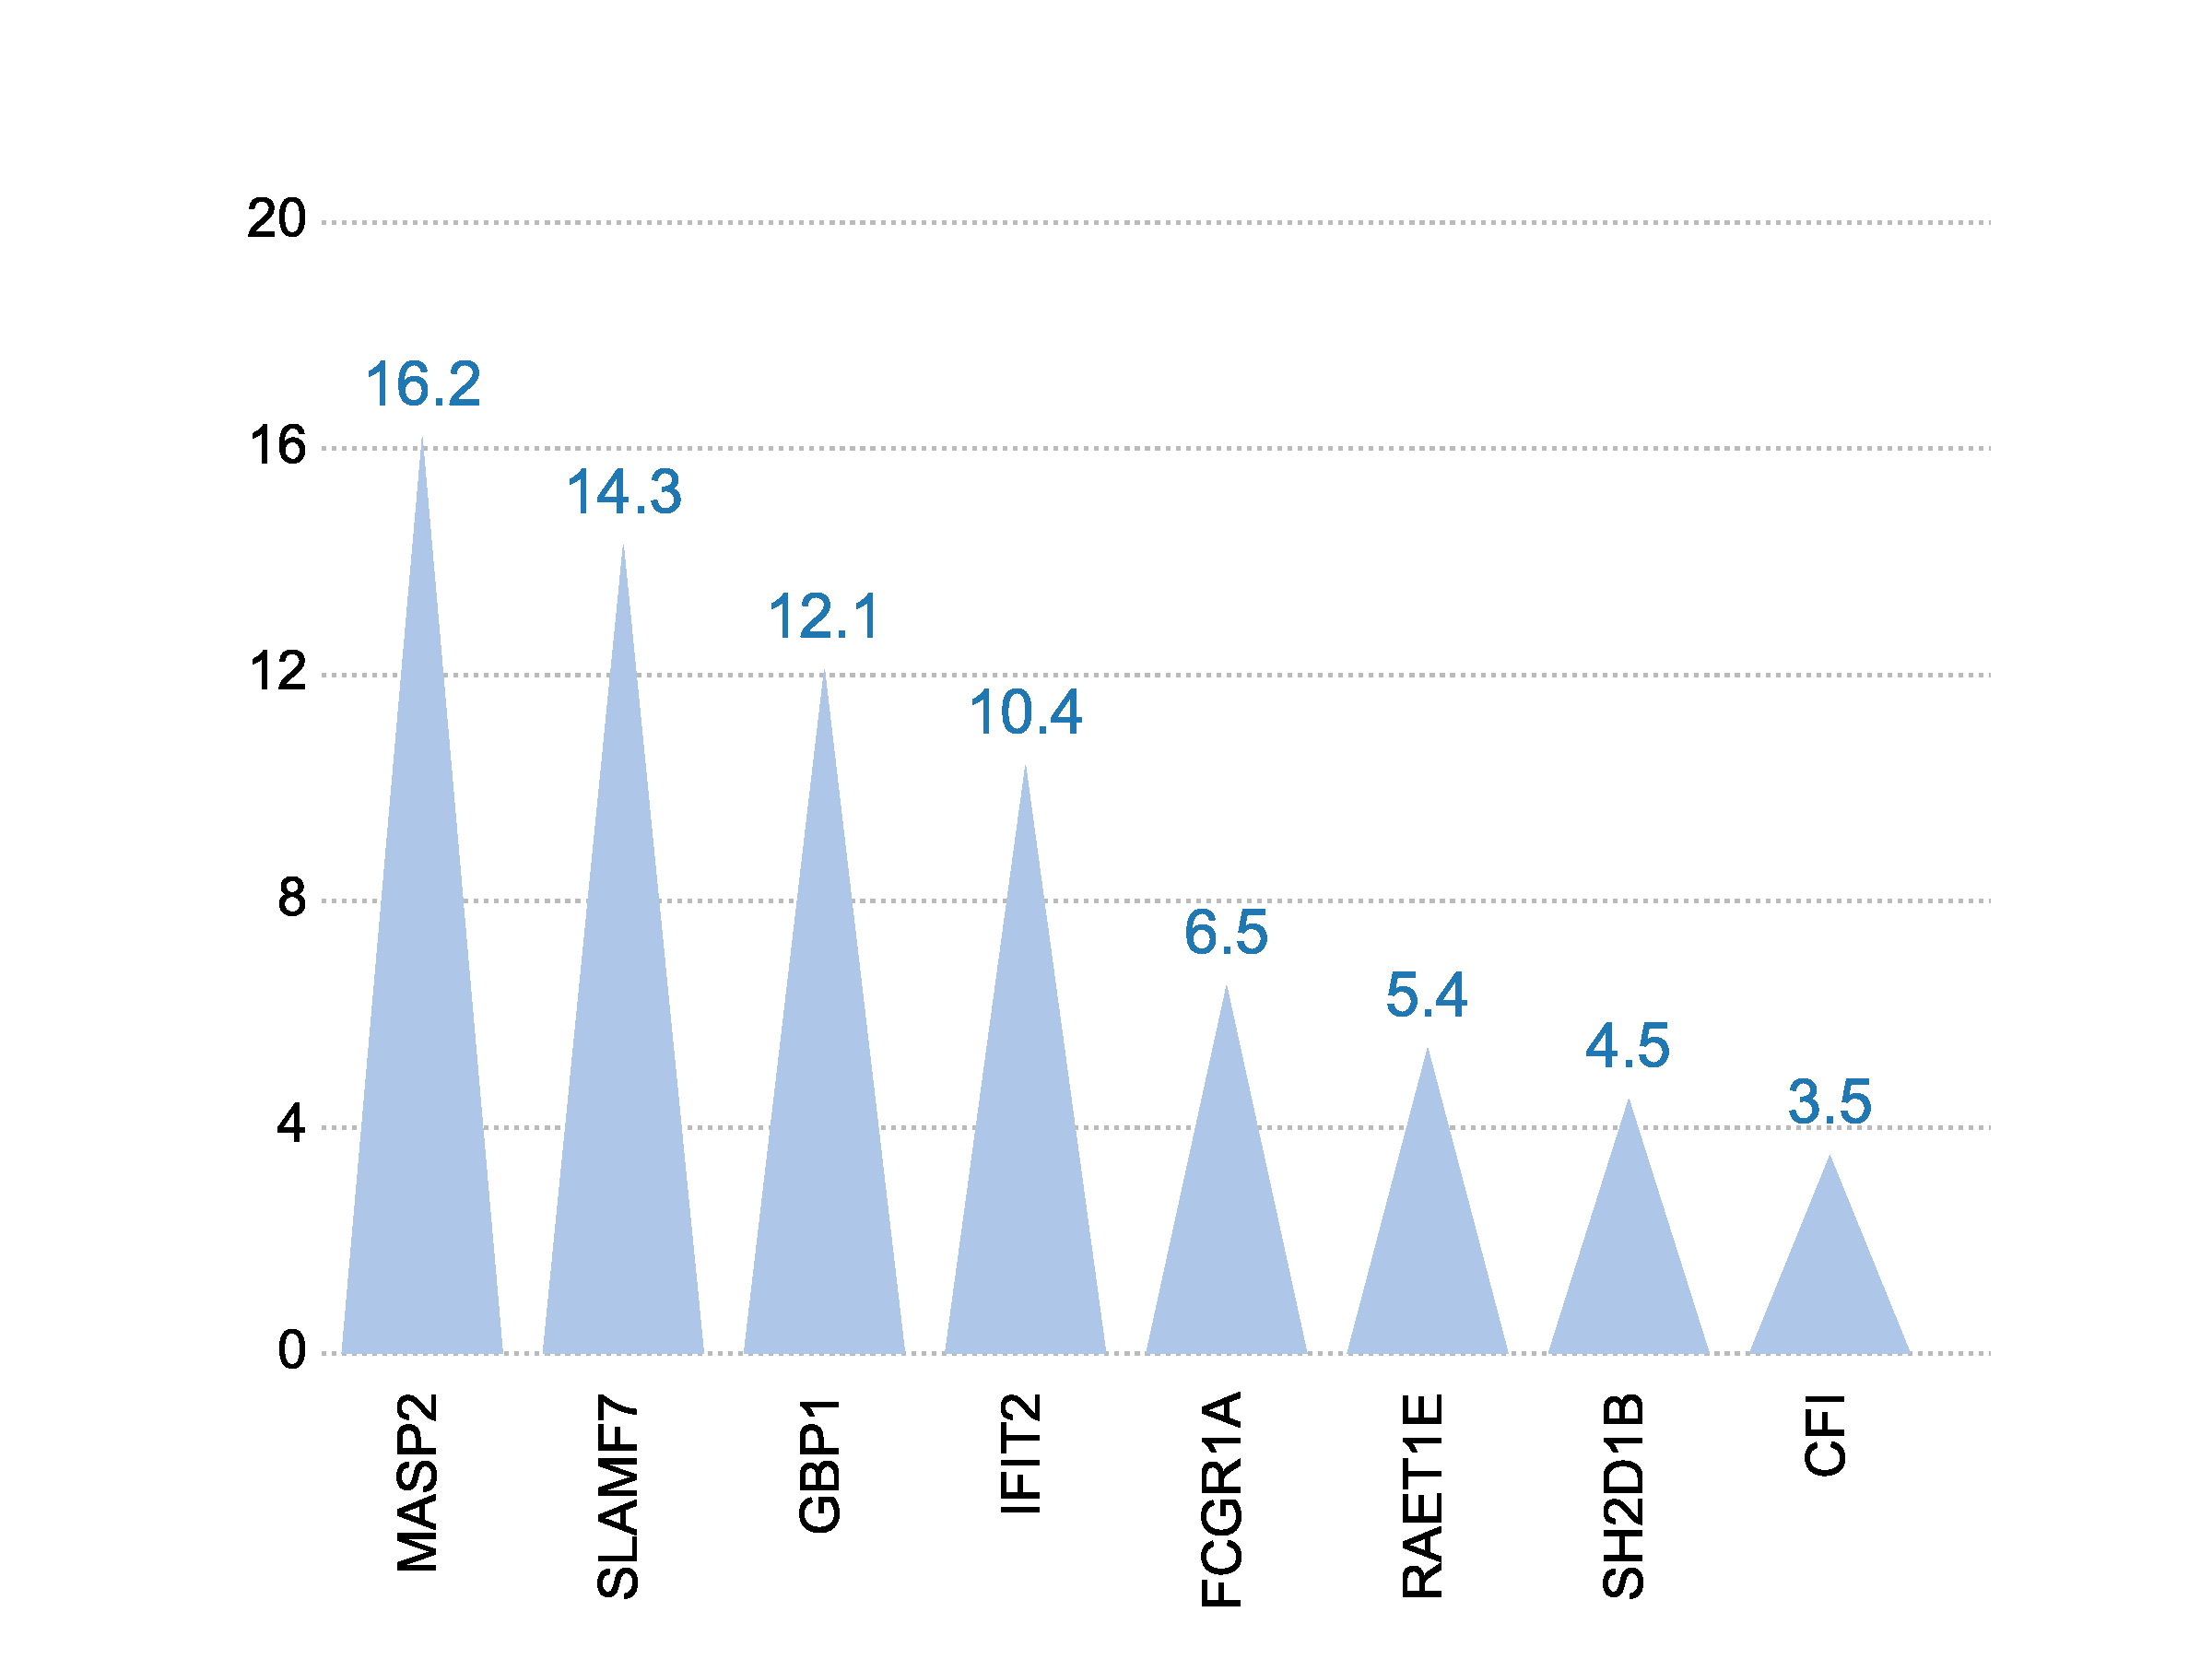 20
16
12
8
4
0
16.2
14.3
12.1
10.4
6.5
5.4
4.5
3.5
MASP2
SLAMF7
GBP1
IFIT2
FCGR1A
RAET1E
SH2D1B
CFI